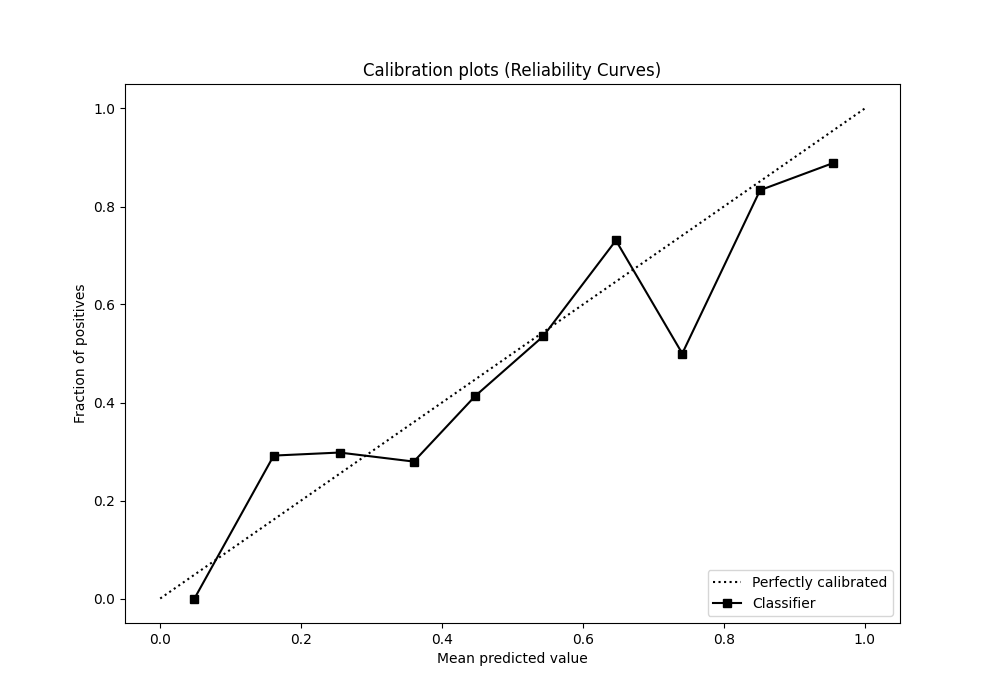 Calibration plots (Reliability Curves)
1.0
0.8
0.6
0.4
0.2
0.0
Fraction of positives
0.0 0.2 0.4 0.6 0.8 1.0
Mean predicted value
Perfectly calibrated
Classifier